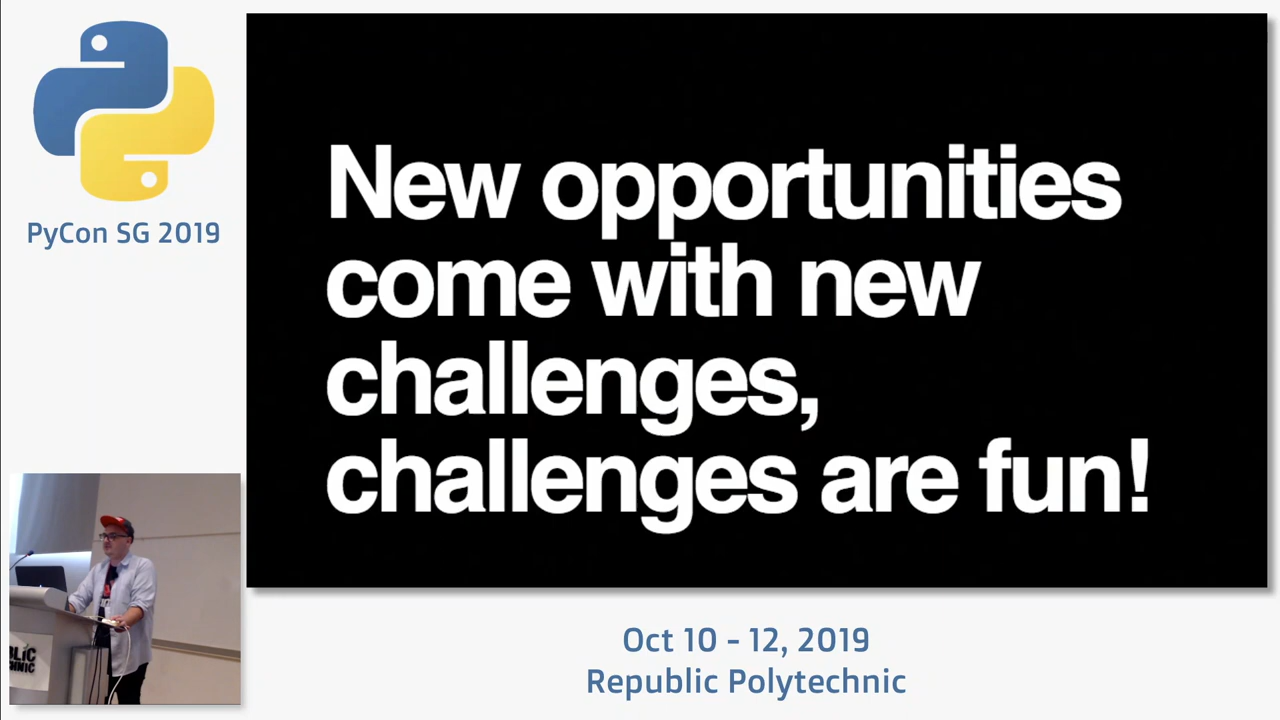 PyCon SG 2019
New opportunities
come with new
challenges,
challenges are fun!
Oct 10 - 12, 2019
Republic Polytechnic